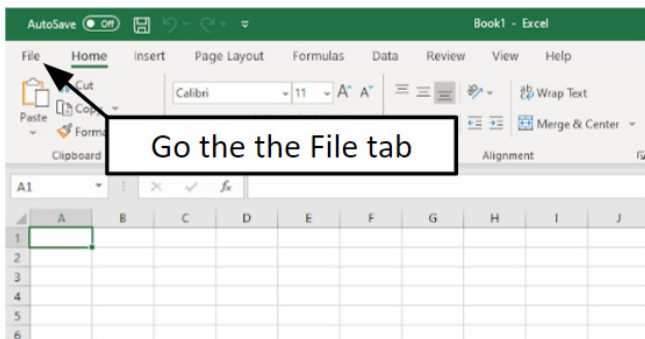 AutoSave Off Book1 - Excel
File Home Insert Page Layout Formulas Data Review View Help
Cut Calibri 11 A^ A˅ Wrap Text
Paste
Forma Merge & Center
Go the the File tab
Clipboard Alignment
A1 fx
A B C D E F G H I J
1
2
3
4
5
6